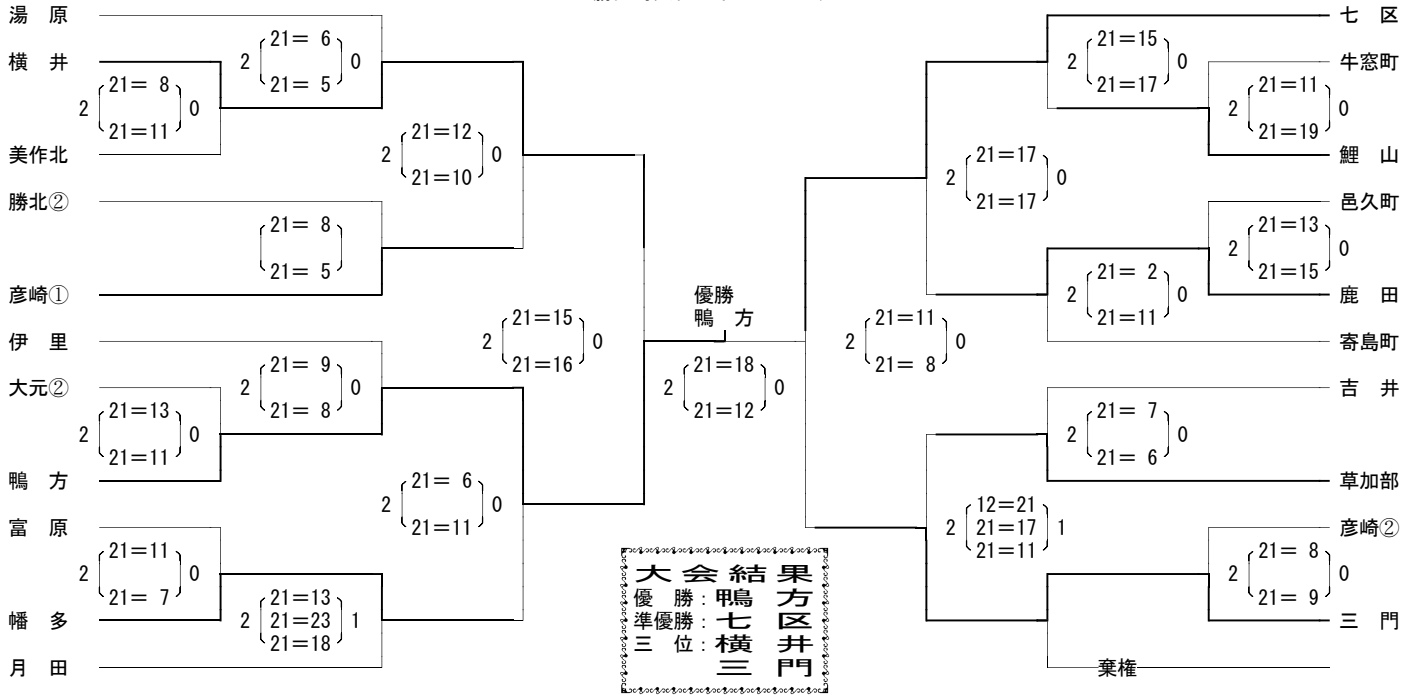 湯　原
横　井
美作北
勝北②
彦崎①
伊　里
大元②
鴨　方
富　原
幡　多
月　田
2 21= 8 0
21=11
2 21= 6 0
21= 5
2 21=12 0
21=10
21= 8
21= 5
2 21=13 0
21=11
2 21= 9 0
21= 8
2 21=15 0
21=16
2 21= 6 0
21=11
2 21=11 0
21= 7
2 21=13 1
21=23
21=18
優勝
鴨　方
2 21=18 0
21=12
2 21=11 0
21= 8
2 21=15 0
21=17
2 21=11 0
21=19
2 21=17 0
21=17
2 21=13 0
21=15
2 21= 2 0
21=11
2 21= 7 0
21= 6
2 12=21 1
21=17
21=11
2 21= 8 0
21= 9
七　区
牛窓町
鯉　山
邑久町
鹿　田
寄島町
吉　井
草加部
彦崎②
三　門
棄権
大会結果
優　勝：鴨　方
準優勝：七　区
三　位：横　井
三　門